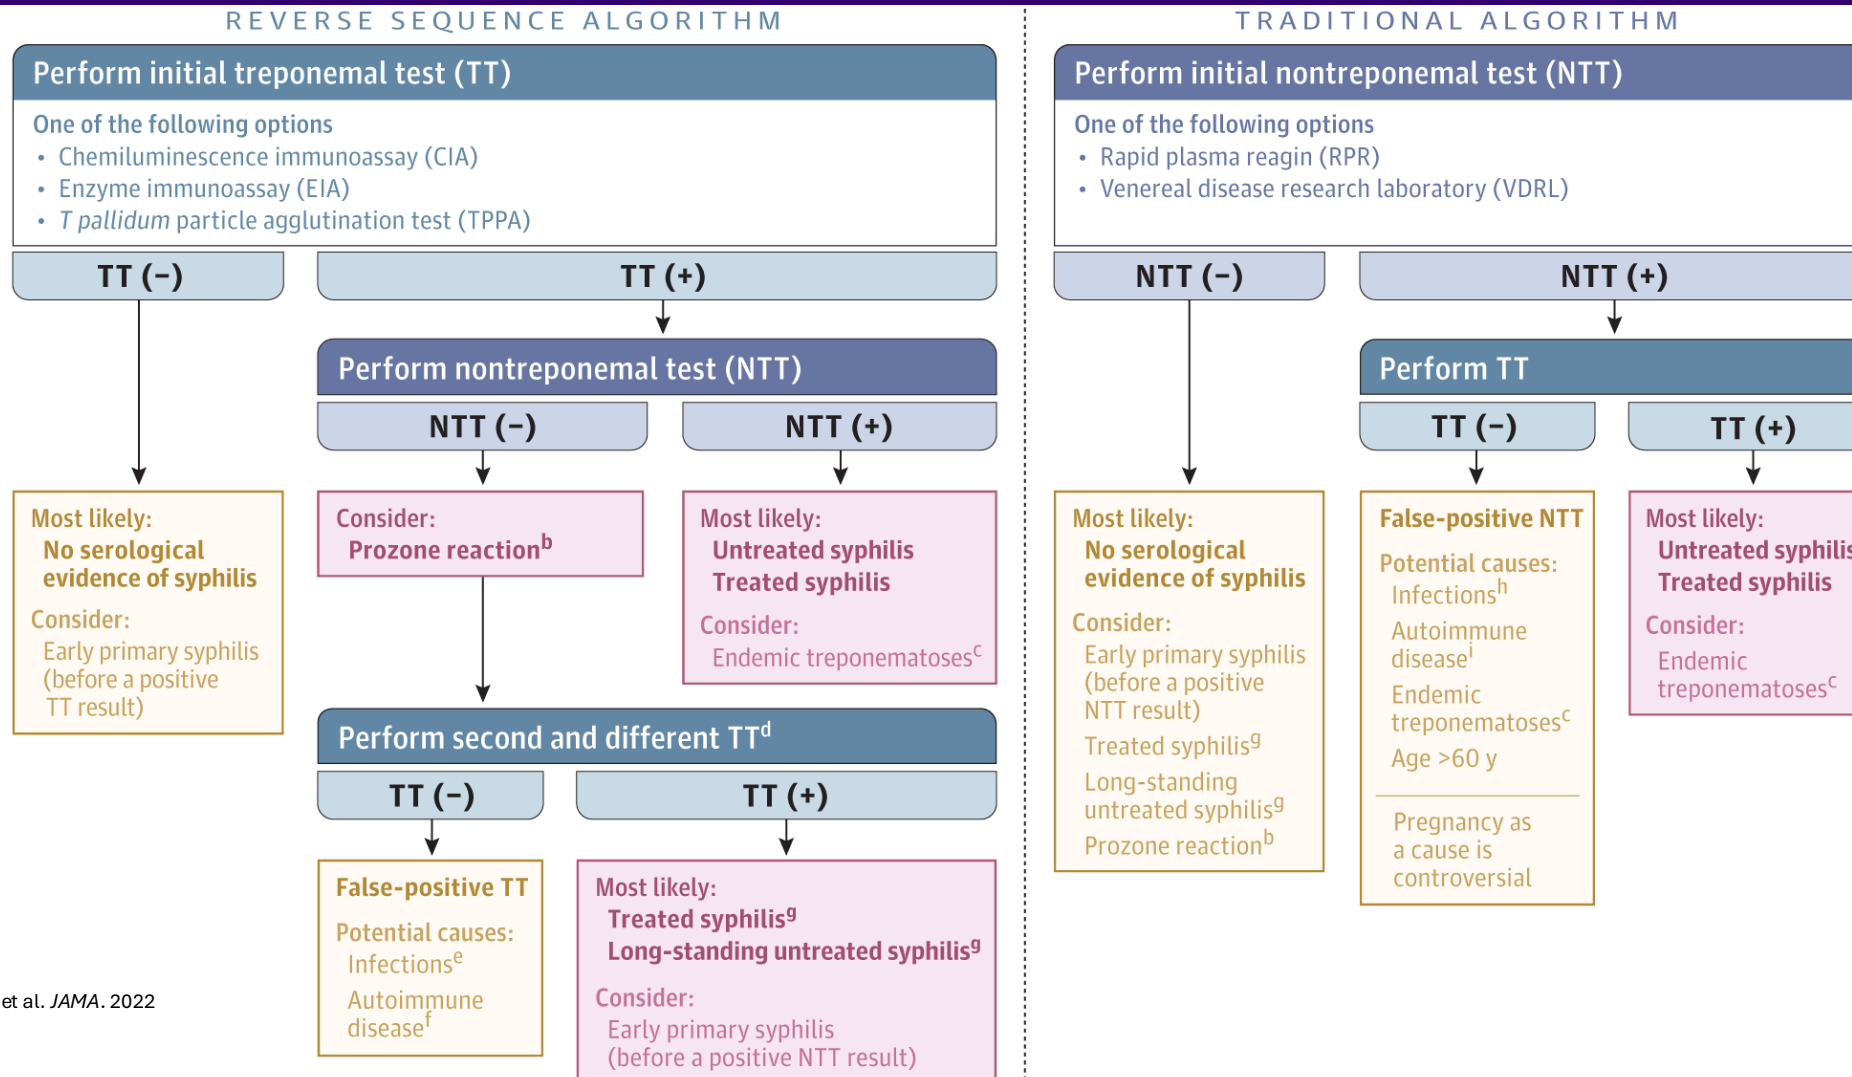 REVERSE SEQUENCE ALGORITHM
Perform initial treponemal test (TT)
One of the following options
• Chemiluminescence immunoassay (CIA)
• Enzyme immunoassay (EIA)
• T pallidum particle agglutination test (TPPA)
TT (−)
TT (+)
Perform nontreponemal test (NTT)
NTT (−)
NTT (+)
Most likely:
No serological
evidence of syphilis
Consider:
Early primary syphilis
(before a positive
TT result)
Consider:
Prozone reactionᵇ
Most likely:
Untreated syphilis
Treated syphilis
Consider:
Endemic treponematosesᶜ
Perform second and different TTᵈ
TT (−)
TT (+)
False-positive TT
Potential causes:
Infectionsᵉ
Autoimmune
diseaseᶠ
Most likely:
Treated syphilisᵍ
Long-standing untreated syphilisᵍ
Consider:
Early primary syphilis
(before a positive NTT result)
et al. JAMA. 2022
TRADITIONAL ALGORITHM
Perform initial nontreponemal test (NTT)
One of the following options
• Rapid plasma reagin (RPR)
• Venereal disease research laboratory (VDRL)
NTT (−)
NTT (+)
Perform TT
TT (−)
TT (+)
Most likely:
No serological
evidence of syphilis
Consider:
Early primary syphilis
(before a positive
NTT result)
Treated syphilisᵍ
Long-standing
untreated syphilisᵍ
Prozone reactionᵇ
False-positive NTT
Potential causes:
Infectionsʰ
Autoimmune
diseaseⁱ
Endemic
treponematosesᶜ
Age >60 y
Pregnancy as
a cause is
controversial
Most likely:
Untreated syphilis
Treated syphilis
Consider:
Endemic
treponematosesᶜ